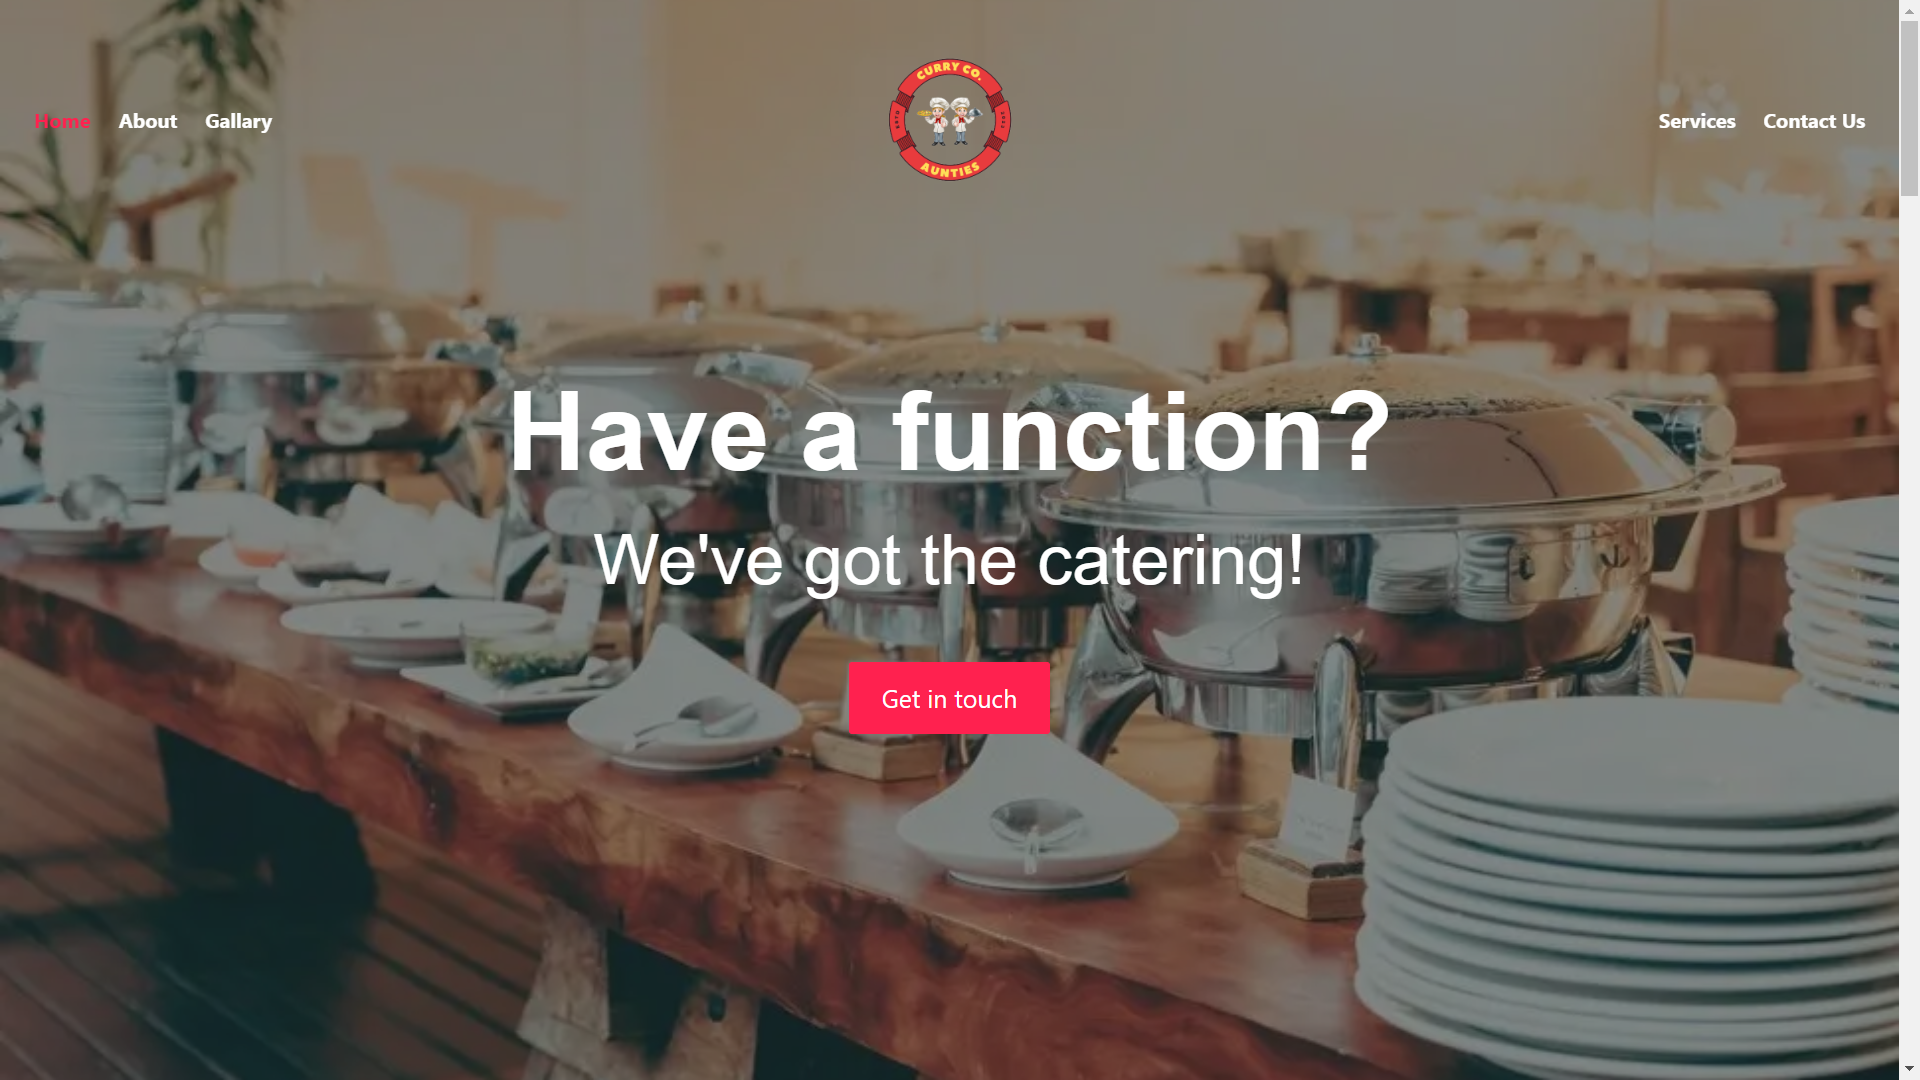 Home About Gallary
CURRY CO.
AUNTIES
Services Contact Us
Have a function?
We've got the catering!
Get in touch